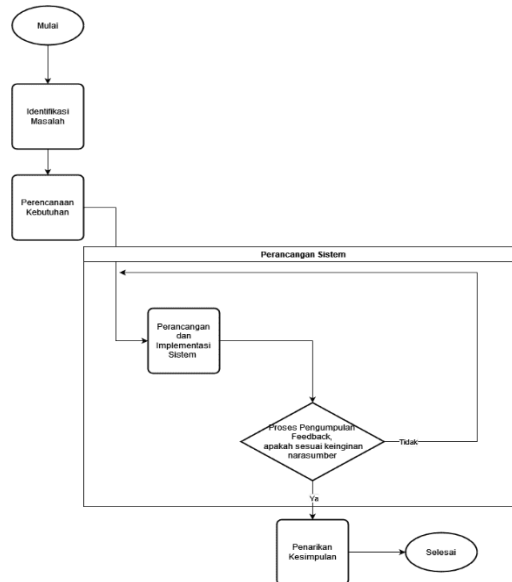 Mulai
Identifikasi
Masalah
Perencanaan
Kebutuhan
Perancangan Sistem
Perancangan
dan
Implementasi
Sistem
Proses Pengumpulan
Feedback,
apakah sesuai keinginan
narasumber
Tidak
Ya
Penarikan
Kesimpulan
Selesai